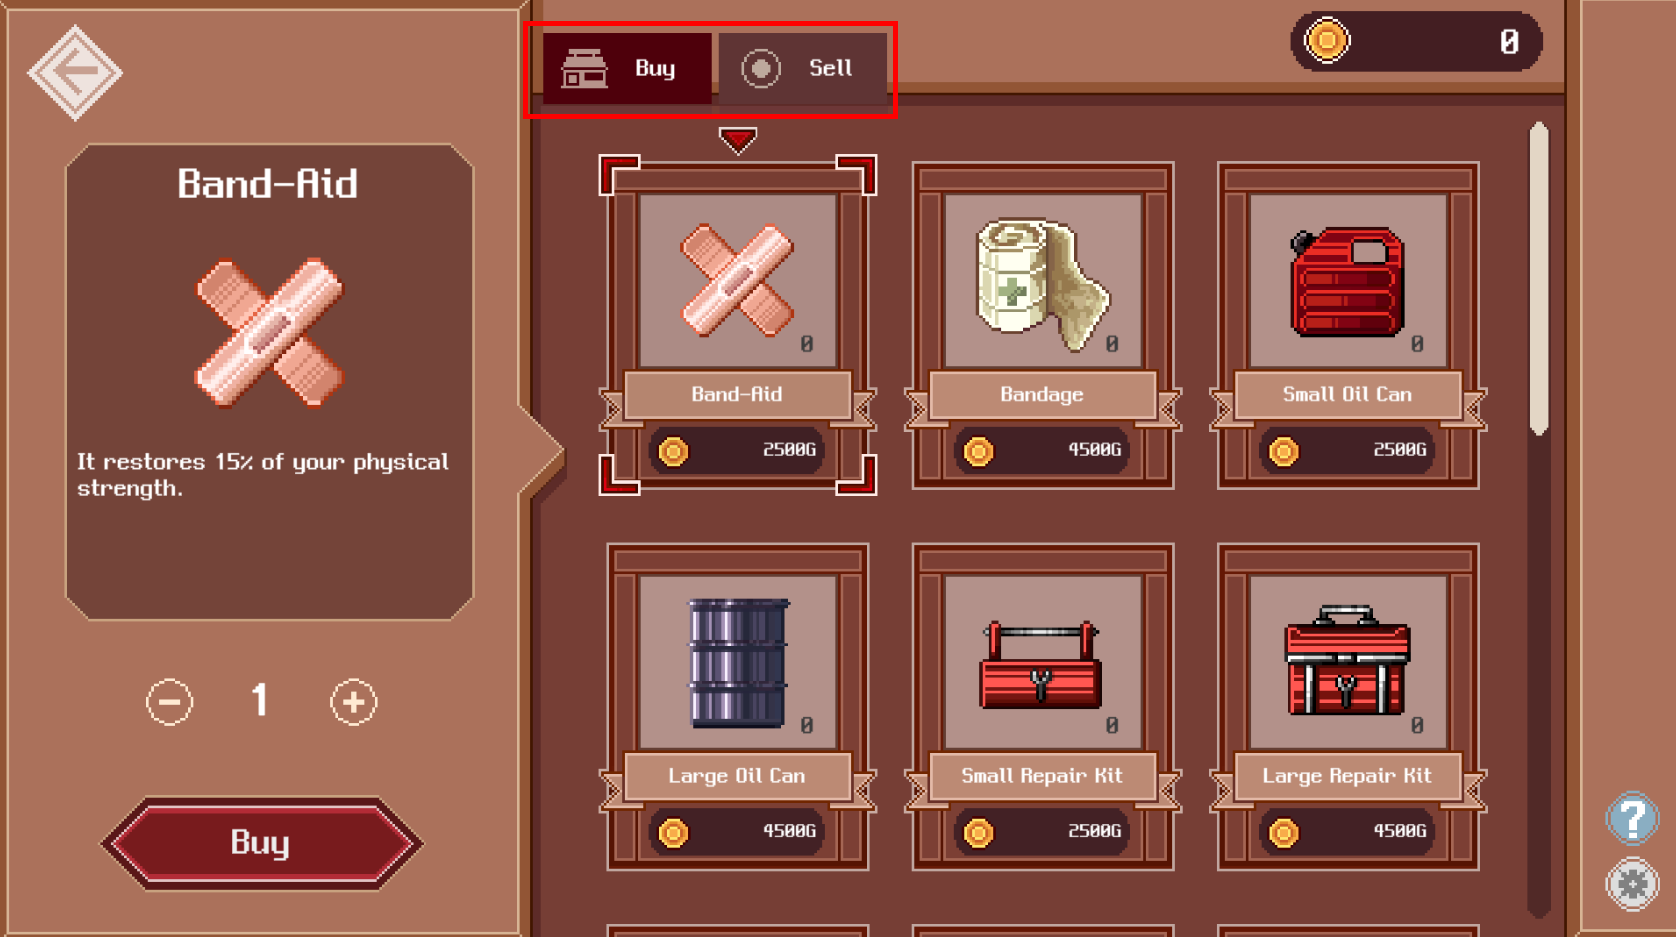 Buy
Sell
0
Band-Aid
It restores 15% of your physical
strength.
1
Buy
0
Band-Aid
2500G
0
Bandage
4500G
0
Small Oil Can
2500G
0
Large Oil Can
4500G
0
Small Repair Kit
2500G
0
Large Repair Kit
4500G
?